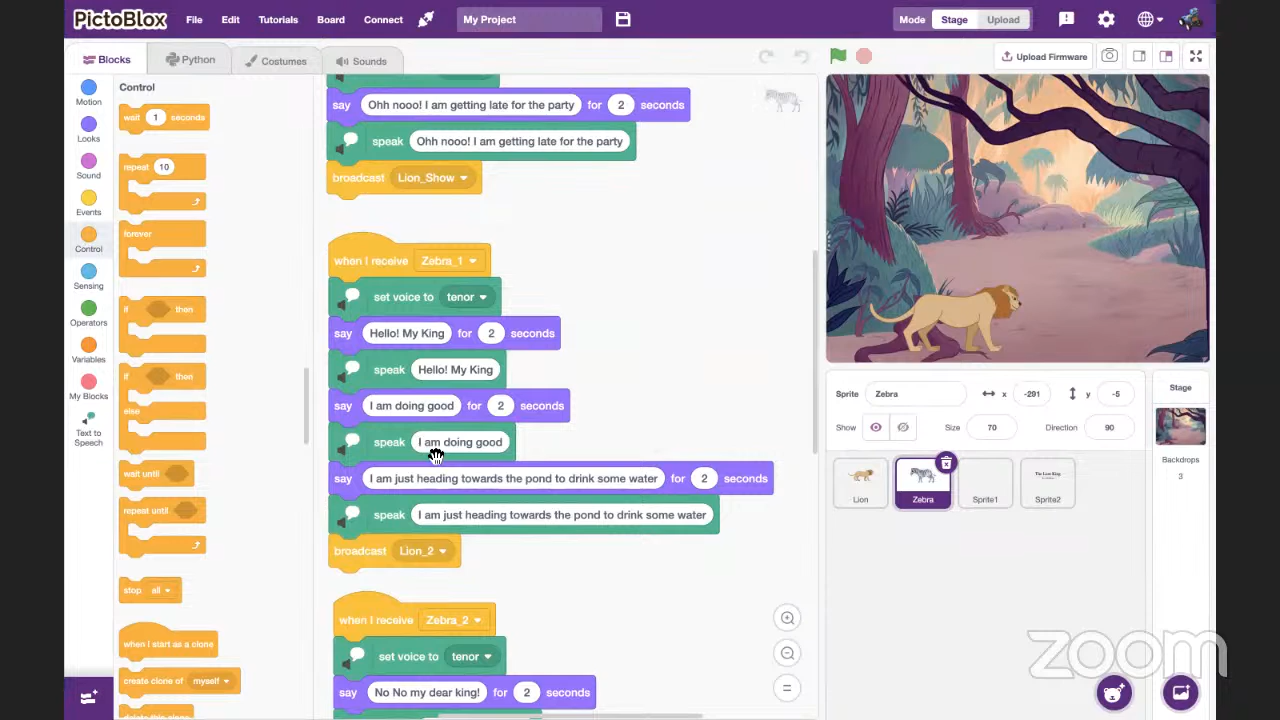 PictoBlox File Edit Tutorials Board Connect My Project Mode Stage Upload
Blocks Python Costumes Sounds Upload Firmware
Motion
Looks
Sound
Events
Control
Sensing
Operators
Variables
My Blocks
Text to
Speech
Control
wait 1 seconds
repeat 10
forever
if then
if then
else
wait until
repeat until
stop all
when I start as a clone
create clone of myself
say Ohh nooo! I am getting late for the party for 2 seconds
speak Ohh nooo! I am getting late for the party
broadcast Lion_Show
when I receive Zebra_1
set voice to tenor
say Hello! My King for 2 seconds
speak Hello! My King
say I am doing good for 2 seconds
speak I am doing good
say I am just heading towards the pond to drink some water for 2 seconds
speak I am just heading towards the pond to drink some water
broadcast Lion_2
when I receive Zebra_2
set voice to tenor
say No No my dear king! for 2 seconds
Sprite Zebra x -291 y -5
Show Size 70 Direction 90
Lion Zebra Sprite1 Sprite2
The Lion King
Stage
Backdrops
3
zoom